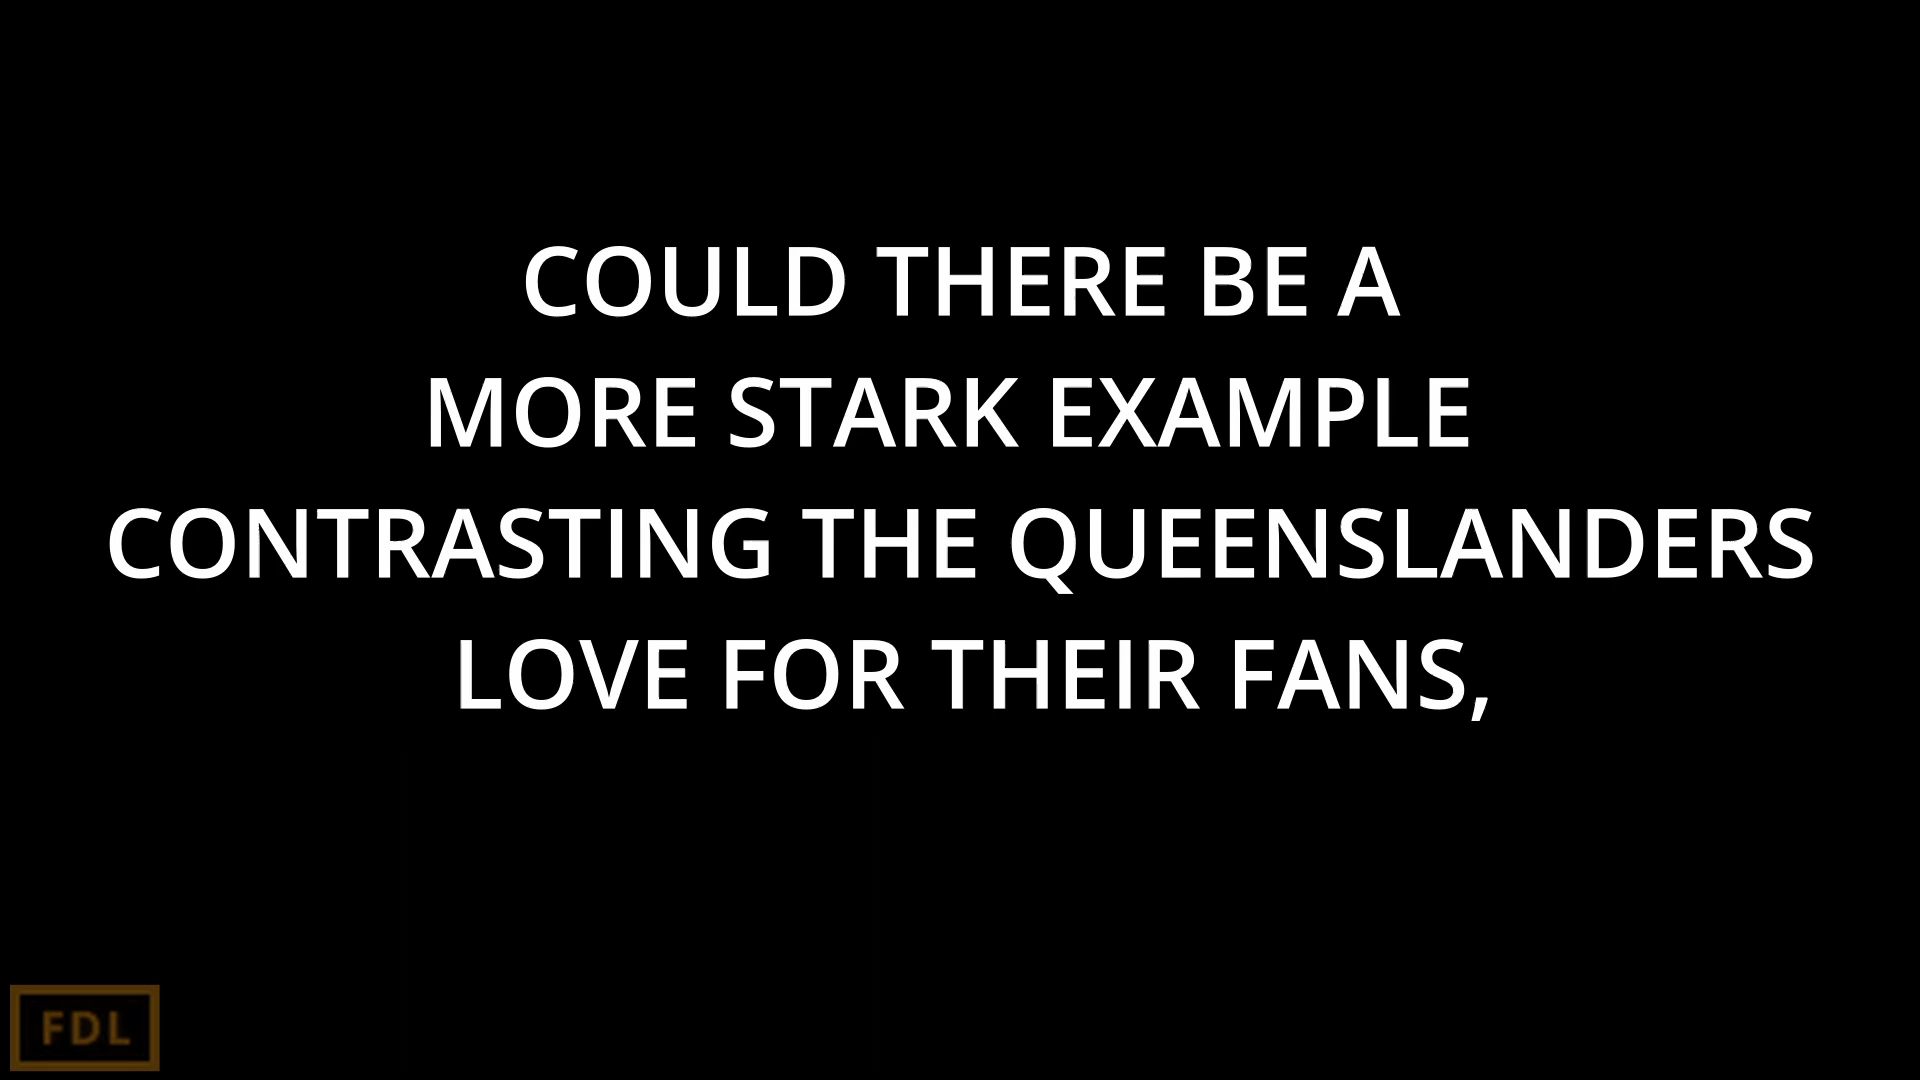 COULD THERE BE A
MORE STARK EXAMPLE
CONTRASTING THE QUEENSLANDERS
LOVE FOR THEIR FANS,
FDL